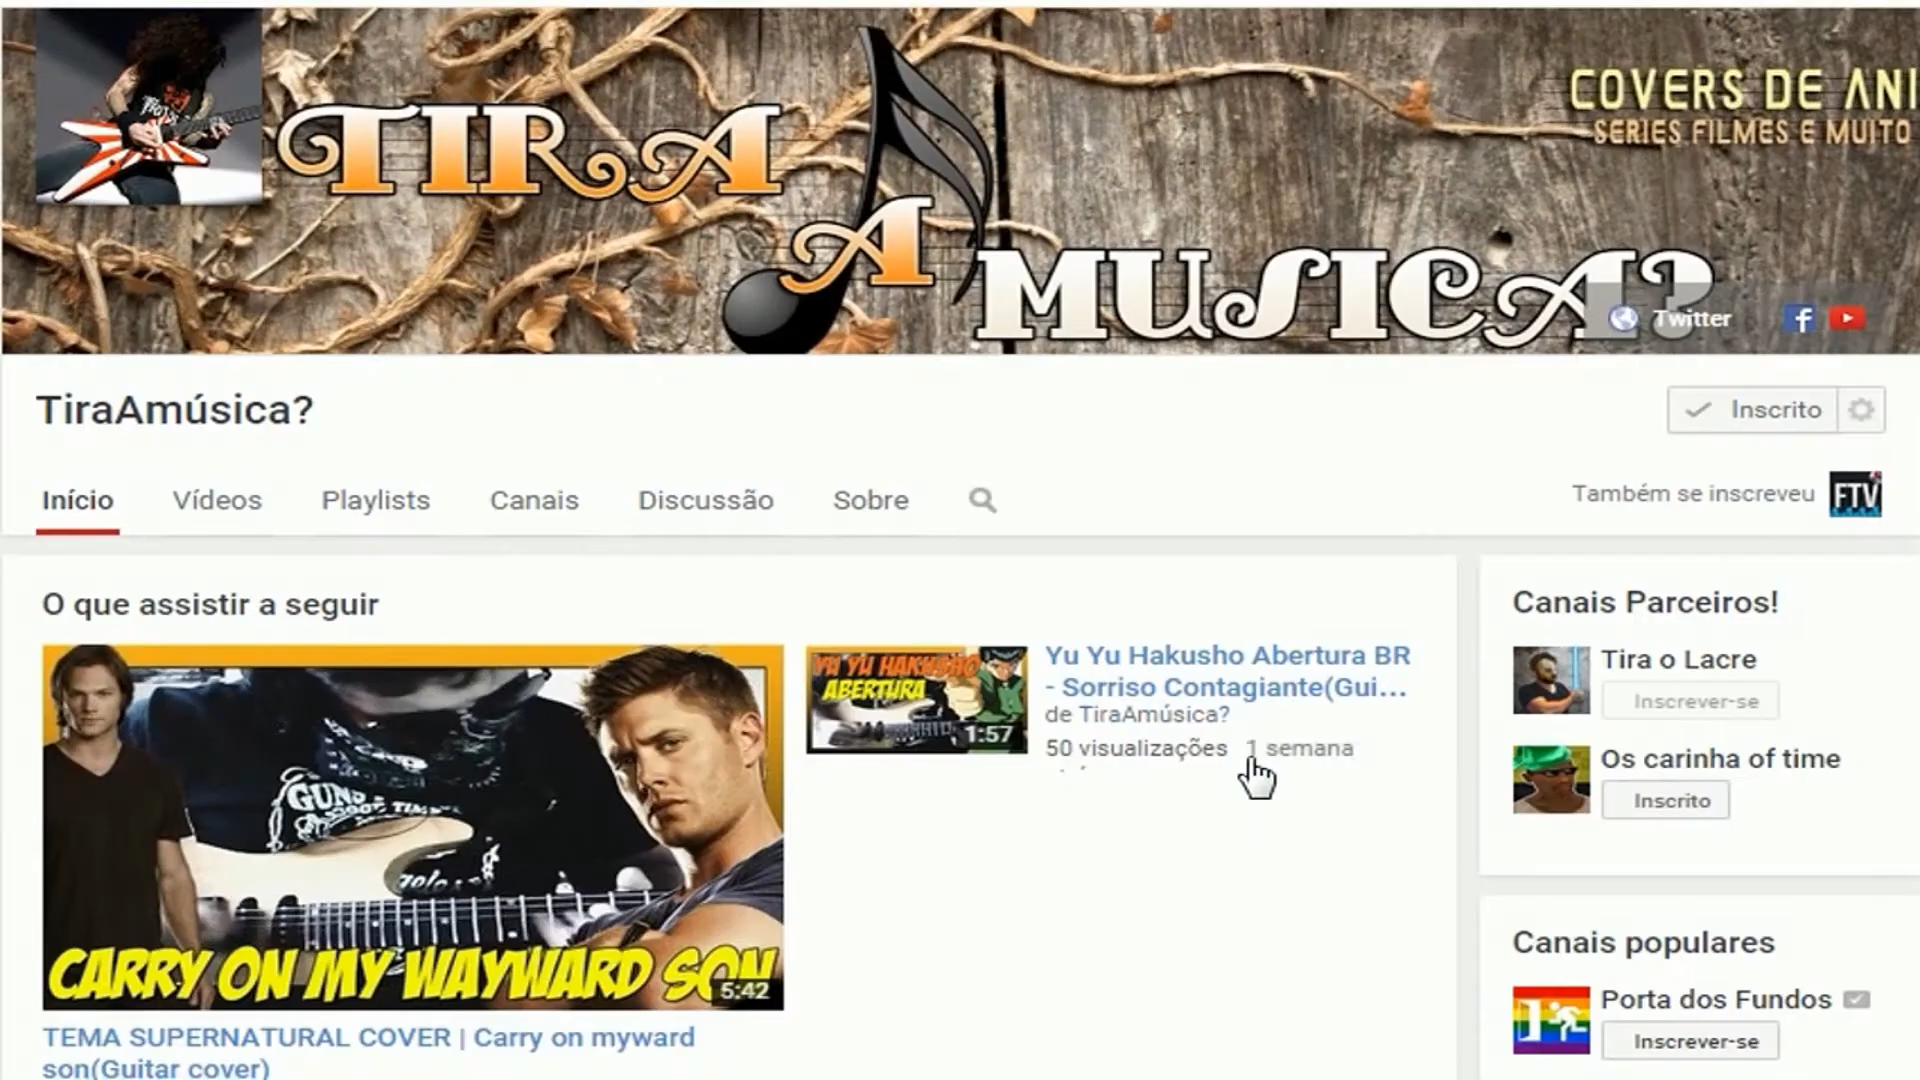 TIRA
A
MUSICA?
COVERS DE ANI
SERIES FILMES E MUITO
Twitter
TiraAmúsica?
Inscrito
Início Vídeos Playlists Canais Discussão Sobre
Também se inscreveu
FTV
O que assistir a seguir
GUNS
CARRY ON MY WAYWARD SON
5:42
TEMA SUPERNATURAL COVER | Carry on myward
son(Guitar cover)
YU YU HAKUSHO
ABERTURA
1:57
Yu Yu Hakusho Abertura BR
- Sorriso Contagiante(Gui...
de TiraAmúsica?
50 visualizações 1 semana
Canais Parceiros!
Tira o Lacre
Inscrever-se
Os carinha of time
Inscrito
Canais populares
Porta dos Fundos
Inscrever-se